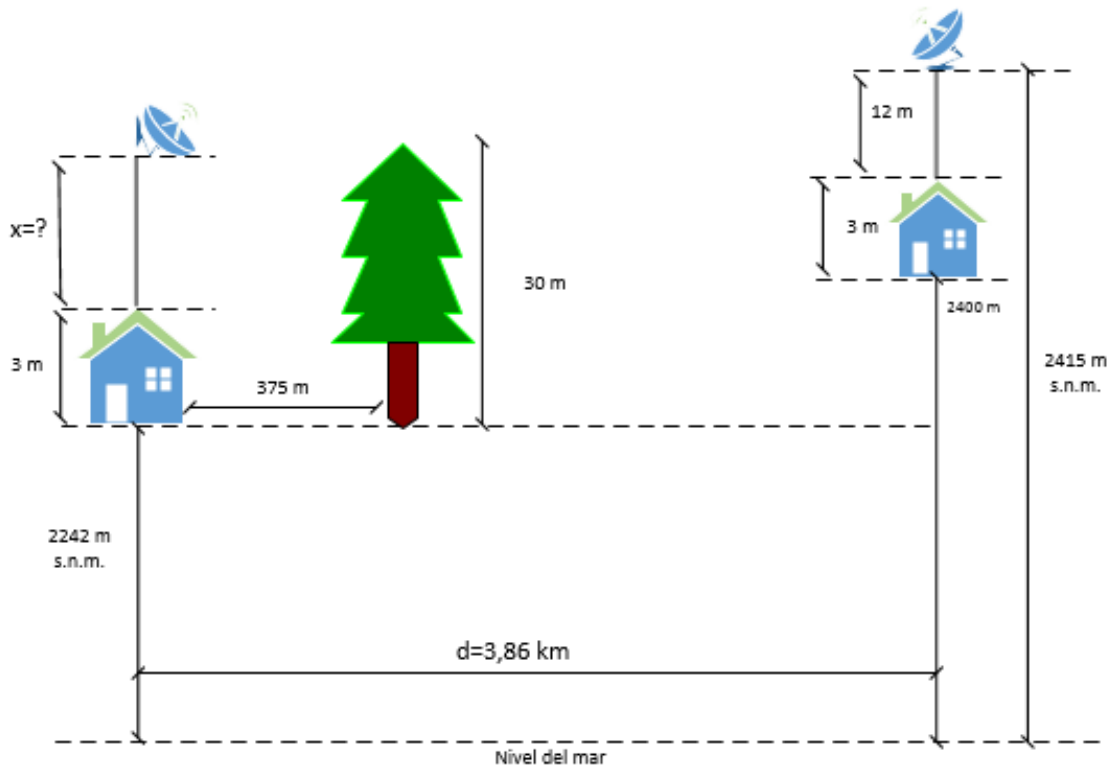 12 m
x=?
3 m
30 m
2400 m
3 m
2415 m
s.n.m.
375 m
2242 m
s.n.m.
d=3,86 km
Nivel del mar